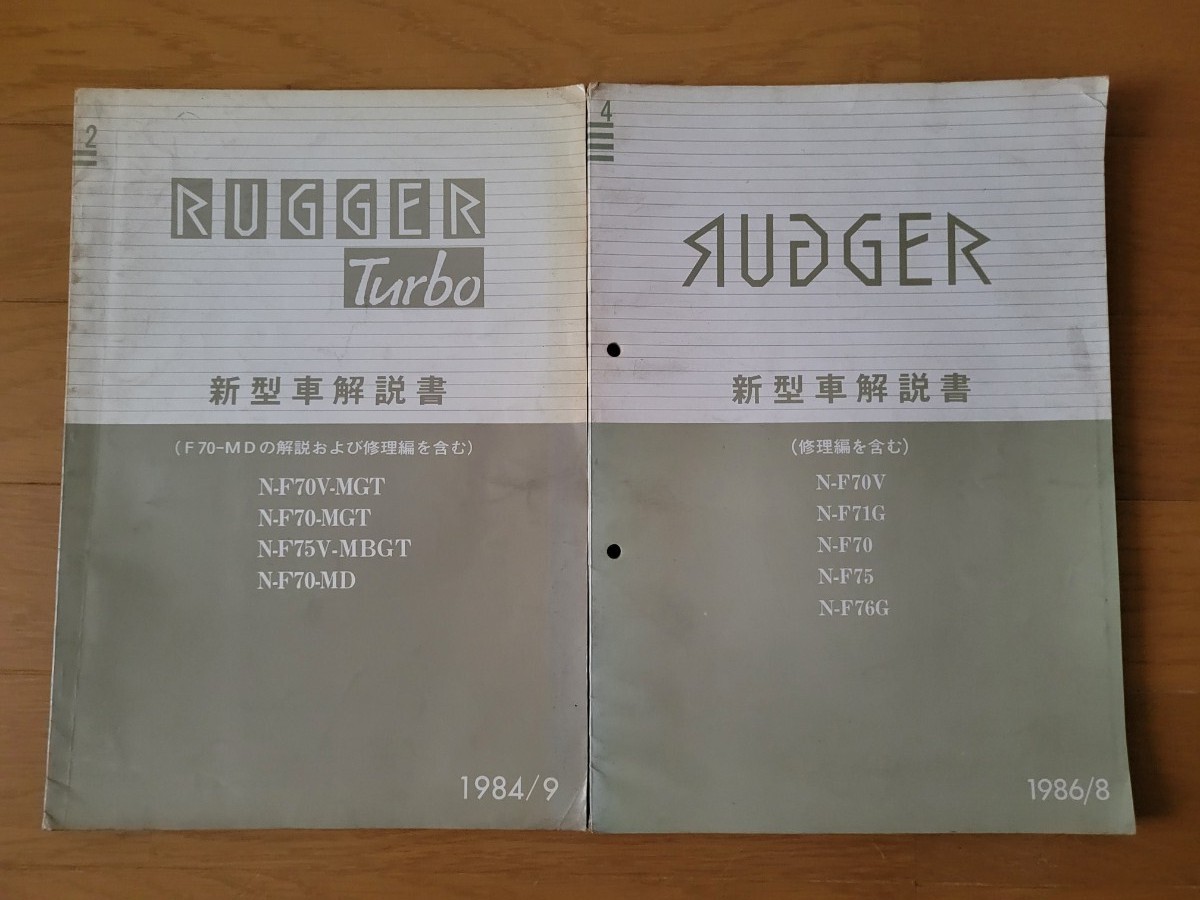 2
RUGGER
Turbo
新型車解説書
(F70-MDの解説および修理編を含む)
N-F70V-MGT
N-F70-MGT
N-F75V-MBGT
N-F70-MD
1984/9
4
RUGGER
新型車解説書
(修理編を含む)
N-F70V
N-F71G
N-F70
N-F75
N-F76G
1986/8